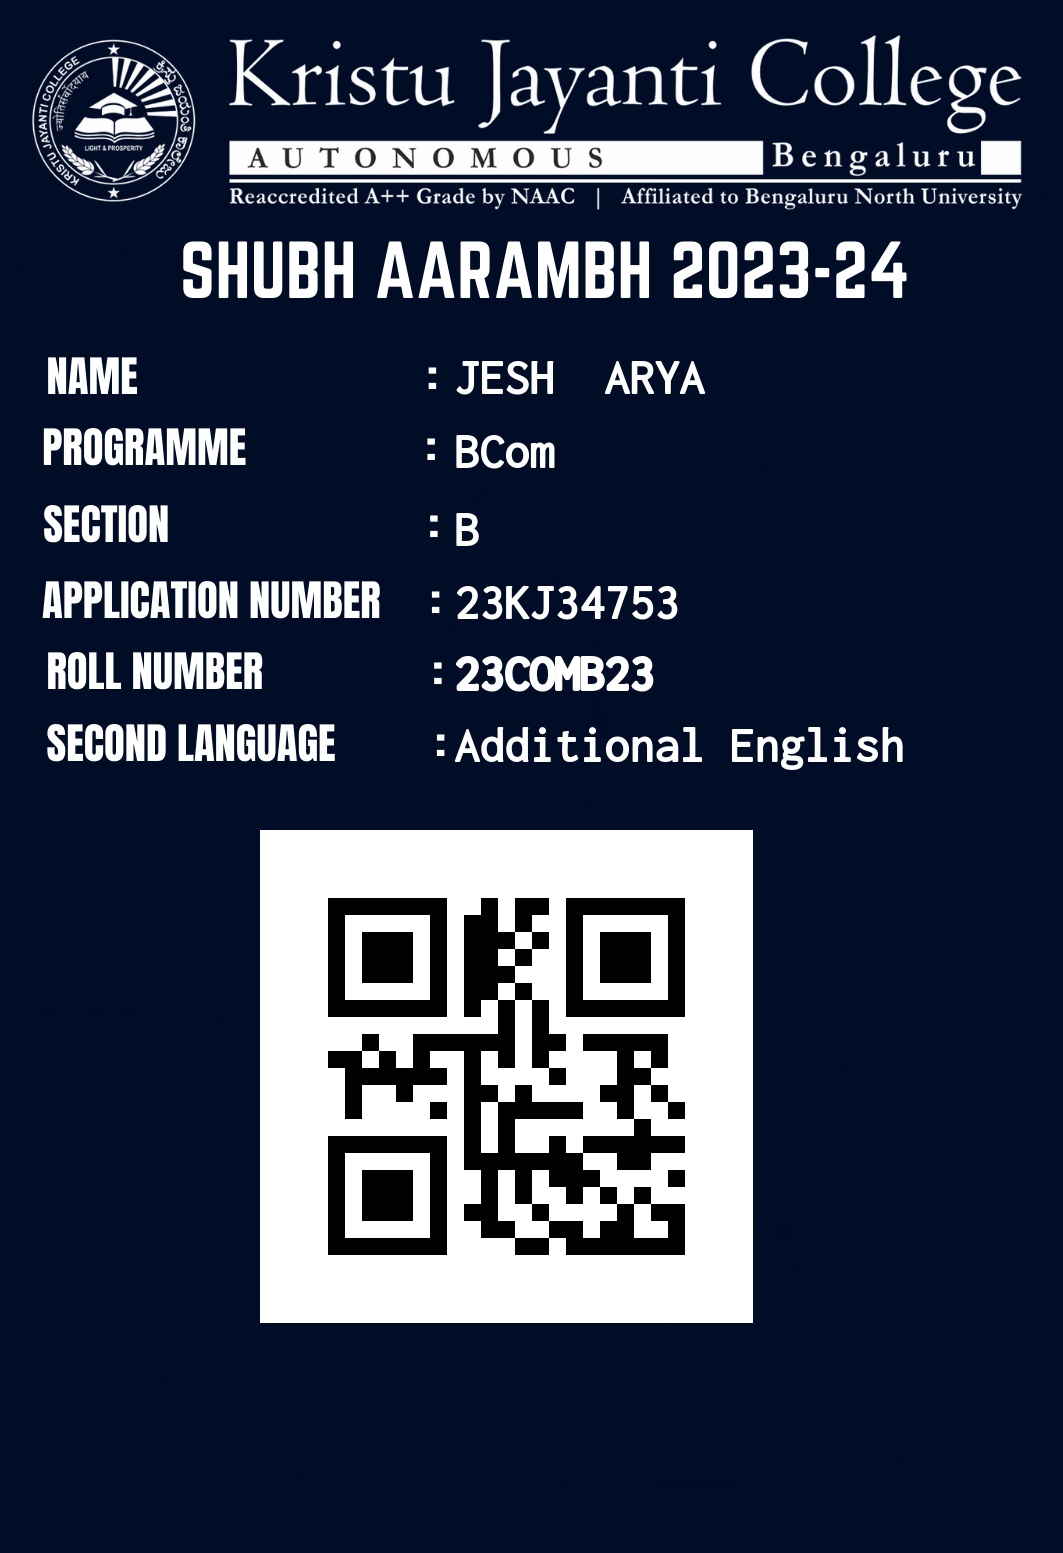 KRISTU JAYANTI COLLEGE
ಕ್ರಿಸ್ತು ಜಯಂತಿ ಕಾಲೇಜು
LIGHT & PROSPERITY
Kristu Jayanti College
AUTONOMOUS Bengaluru
Reaccredited A++ Grade by NAAC | Affiliated to Bengaluru North University
SHUBH AARAMBH 2023-24
NAME : JESH ARYA
PROGRAMME : BCom
SECTION : B
APPLICATION NUMBER : 23KJ34753
ROLL NUMBER : 23COMB23
SECOND LANGUAGE : Additional English